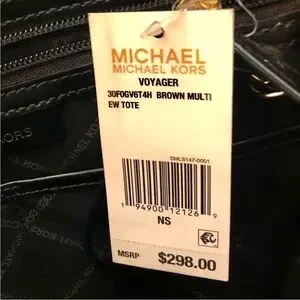 MICHAEL
MICHAEL KORS
VOYAGER
30F0GV6T4H BROWN MULTI
EW TOTE
SMLS147-0001
1 94900 12126 9
NS
MSRP $298.00
KORS